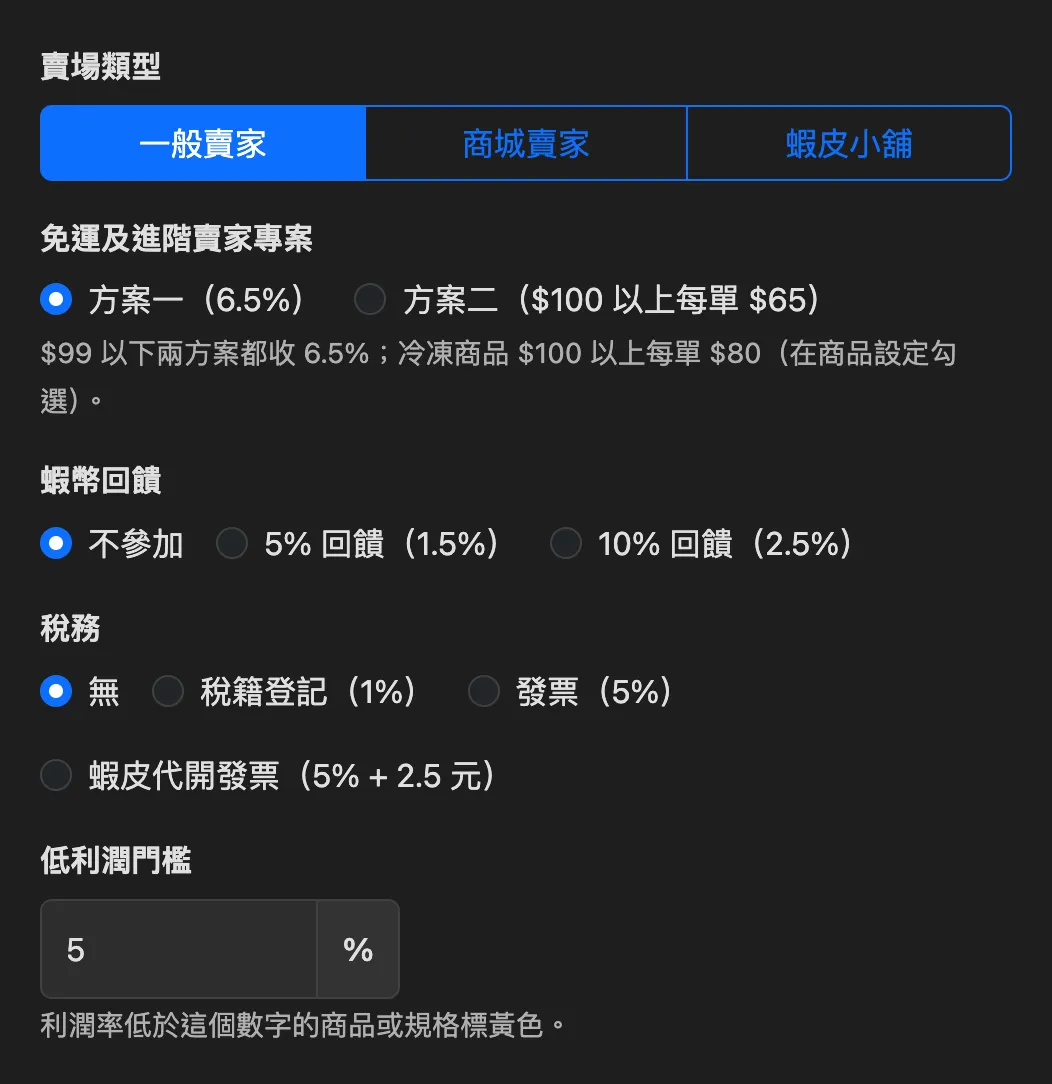 賣場類型
一般賣家
商城賣家
蝦皮小舖
免運及進階賣家專案
方案一（6.5%） 方案二（$100 以上每單 $65）
$99 以下兩方案都收 6.5%；冷凍商品 $100 以上每單 $80（在商品設定勾
選）。
蝦幣回饋
不參加 5% 回饋（1.5%） 10% 回饋（2.5%）
稅務
無 稅籍登記（1%） 發票（5%）
蝦皮代開發票（5% + 2.5 元）
低利潤門檻
5 %
利潤率低於這個數字的商品或規格標黃色。